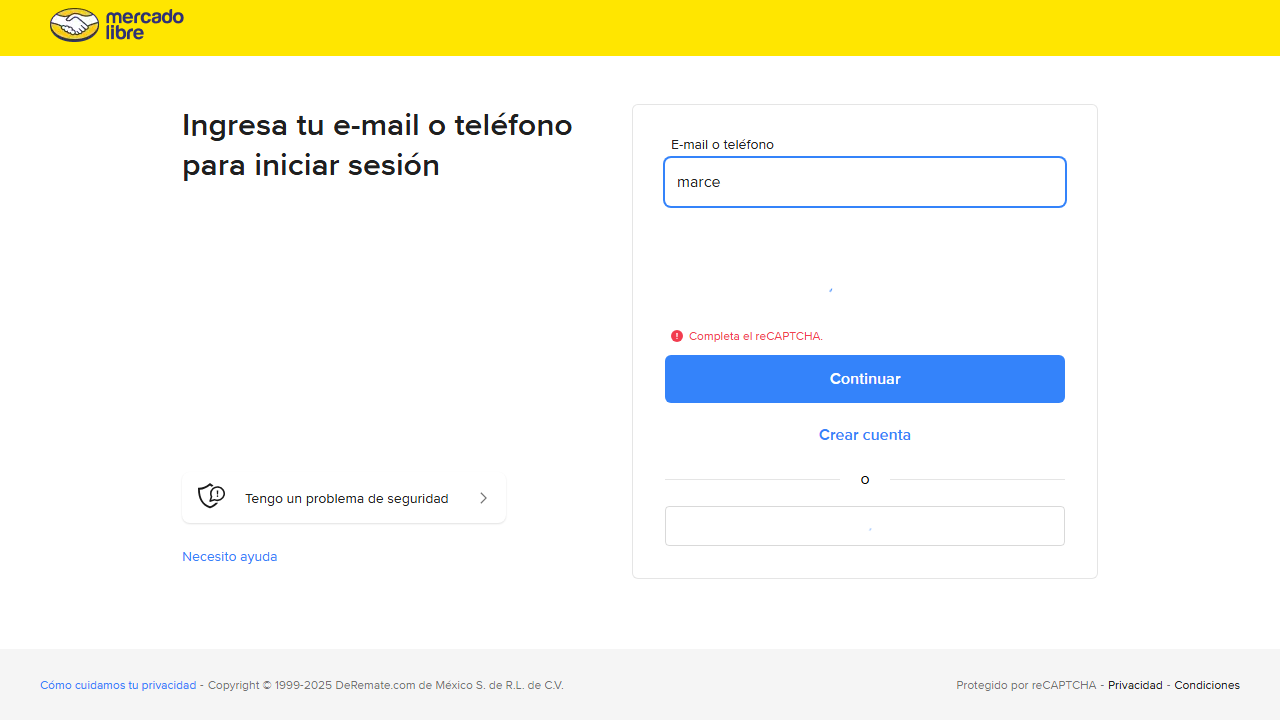 mercado
libre
Ingresa tu e-mail o teléfono
para iniciar sesión
E-mail o teléfono
marce
Completa el reCAPTCHA.
Continuar
Crear cuenta
o
Tengo un problema de seguridad
Necesito ayuda
Cómo cuidamos tu privacidad - Copyright © 1999-2025 DeRemate.com de México S. de R.L. de C.V.
Protegido por reCAPTCHA - Privacidad - Condiciones